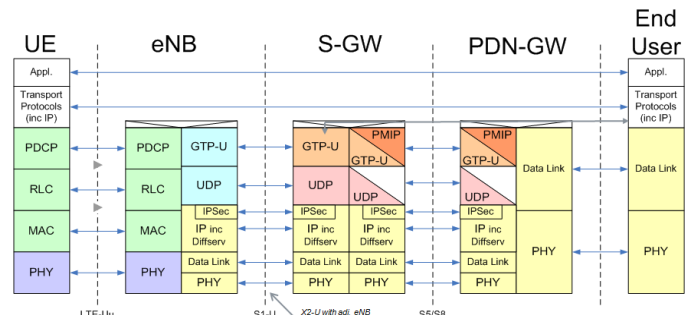 UE
eNB
S-GW
PDN-GW
End
User
Appl.
Appl.
Transport
Protocols
(inc IP)
Transport
Protocols
(inc IP)
PDCP
PDCP
GTP-U
GTP-U
PMIP
GTP-U
PMIP
GTP-U
Data Link
Data Link
RLC
RLC
UDP
UDP
UDP
UDP
IPSec
IPSec
IPSec
IPSec
MAC
MAC
IP inc
Diffserv
IP inc
Diffserv
IP inc
Diffserv
IP inc
Diffserv
PHY
PHY
PHY
PHY
Data Link
Data Link
Data Link
Data Link
PHY
PHY
PHY
PHY
LTE-Uu
S1-U
X2-U with adj. eNB
S5/S8